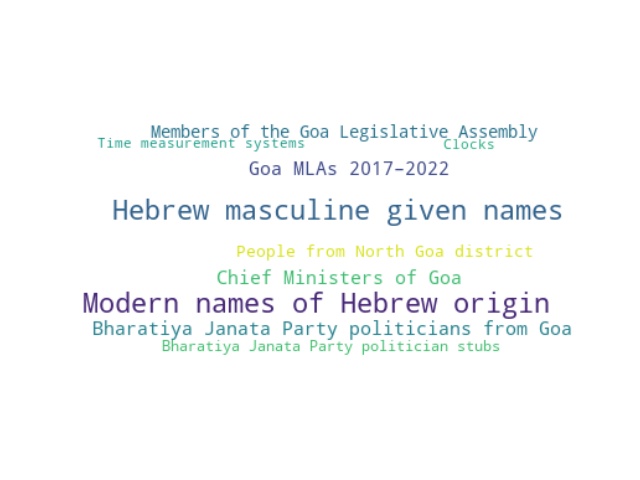 Members of the Goa Legislative Assembly
Time measurement systems
Clocks
Goa MLAs 2017–2022
Hebrew masculine given names
People from North Goa district
Chief Ministers of Goa
Modern names of Hebrew origin
Bharatiya Janata Party politicians from Goa
Bharatiya Janata Party politician stubs